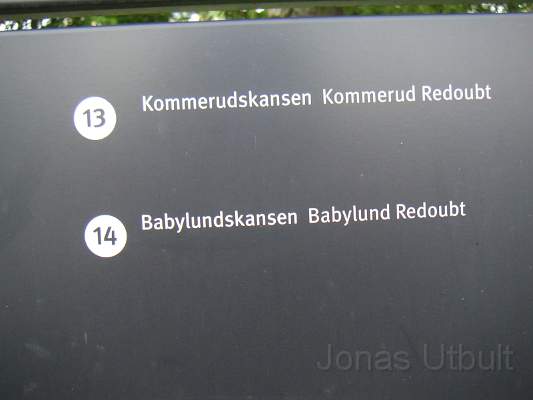 13 Kommerudskansen Kommerud Redoubt
14 Babylundskansen Babylund Redoubt
Jonas Utbult